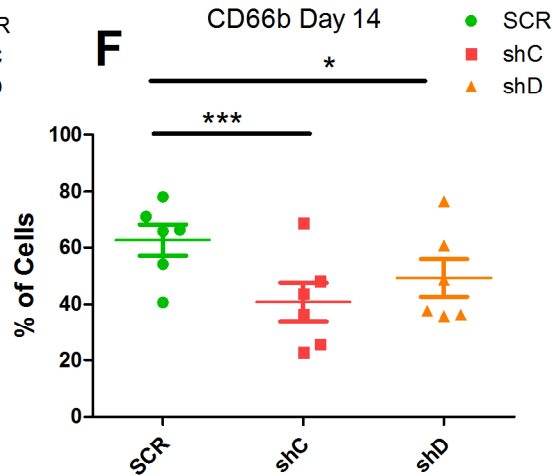 R
F
CD66b Day 14
SCR
shC
shD
*
***
100
80
60
40
20
0
% of Cells
SCR
shC
shD